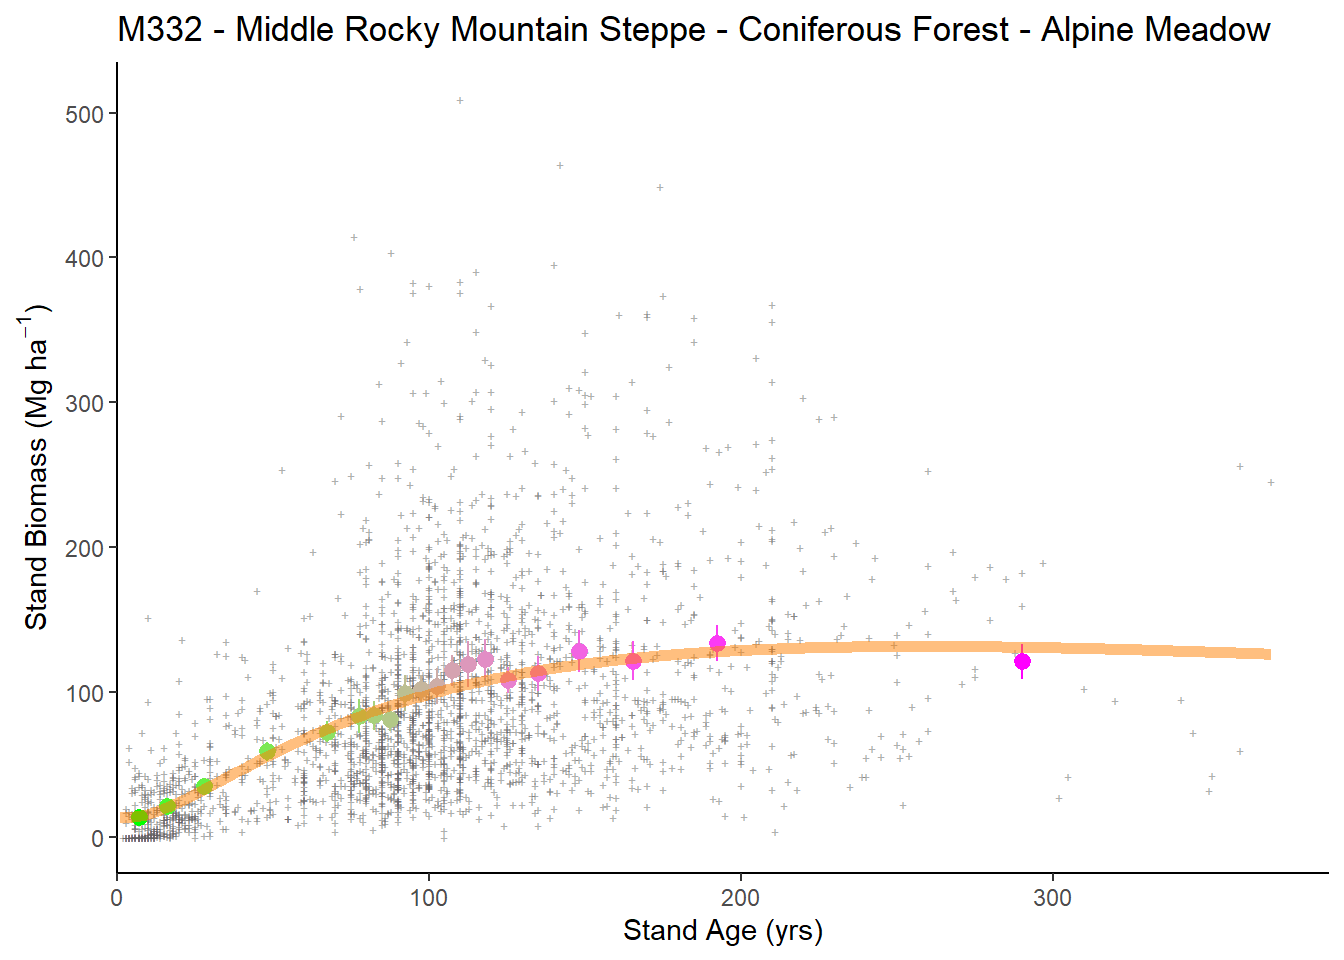 M332 - Middle Rocky Mountain Steppe - Coniferous Forest - Alpine Meadow
500
400
300
200
100
0
Stand Biomass (Mg ha⁻¹)
0 100 200 300
Stand Age (yrs)